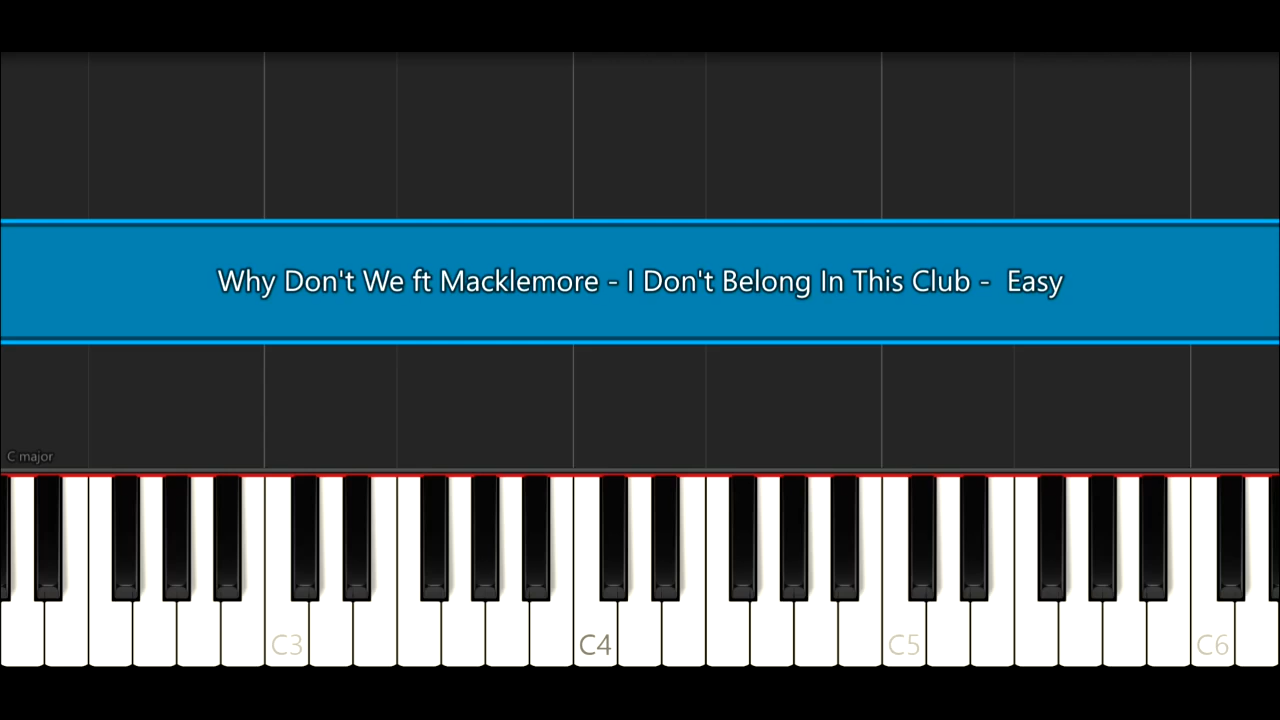 Why Don't We ft Macklemore - I Don't Belong In This Club -  Easy
C major
C3 C4 C5 C6